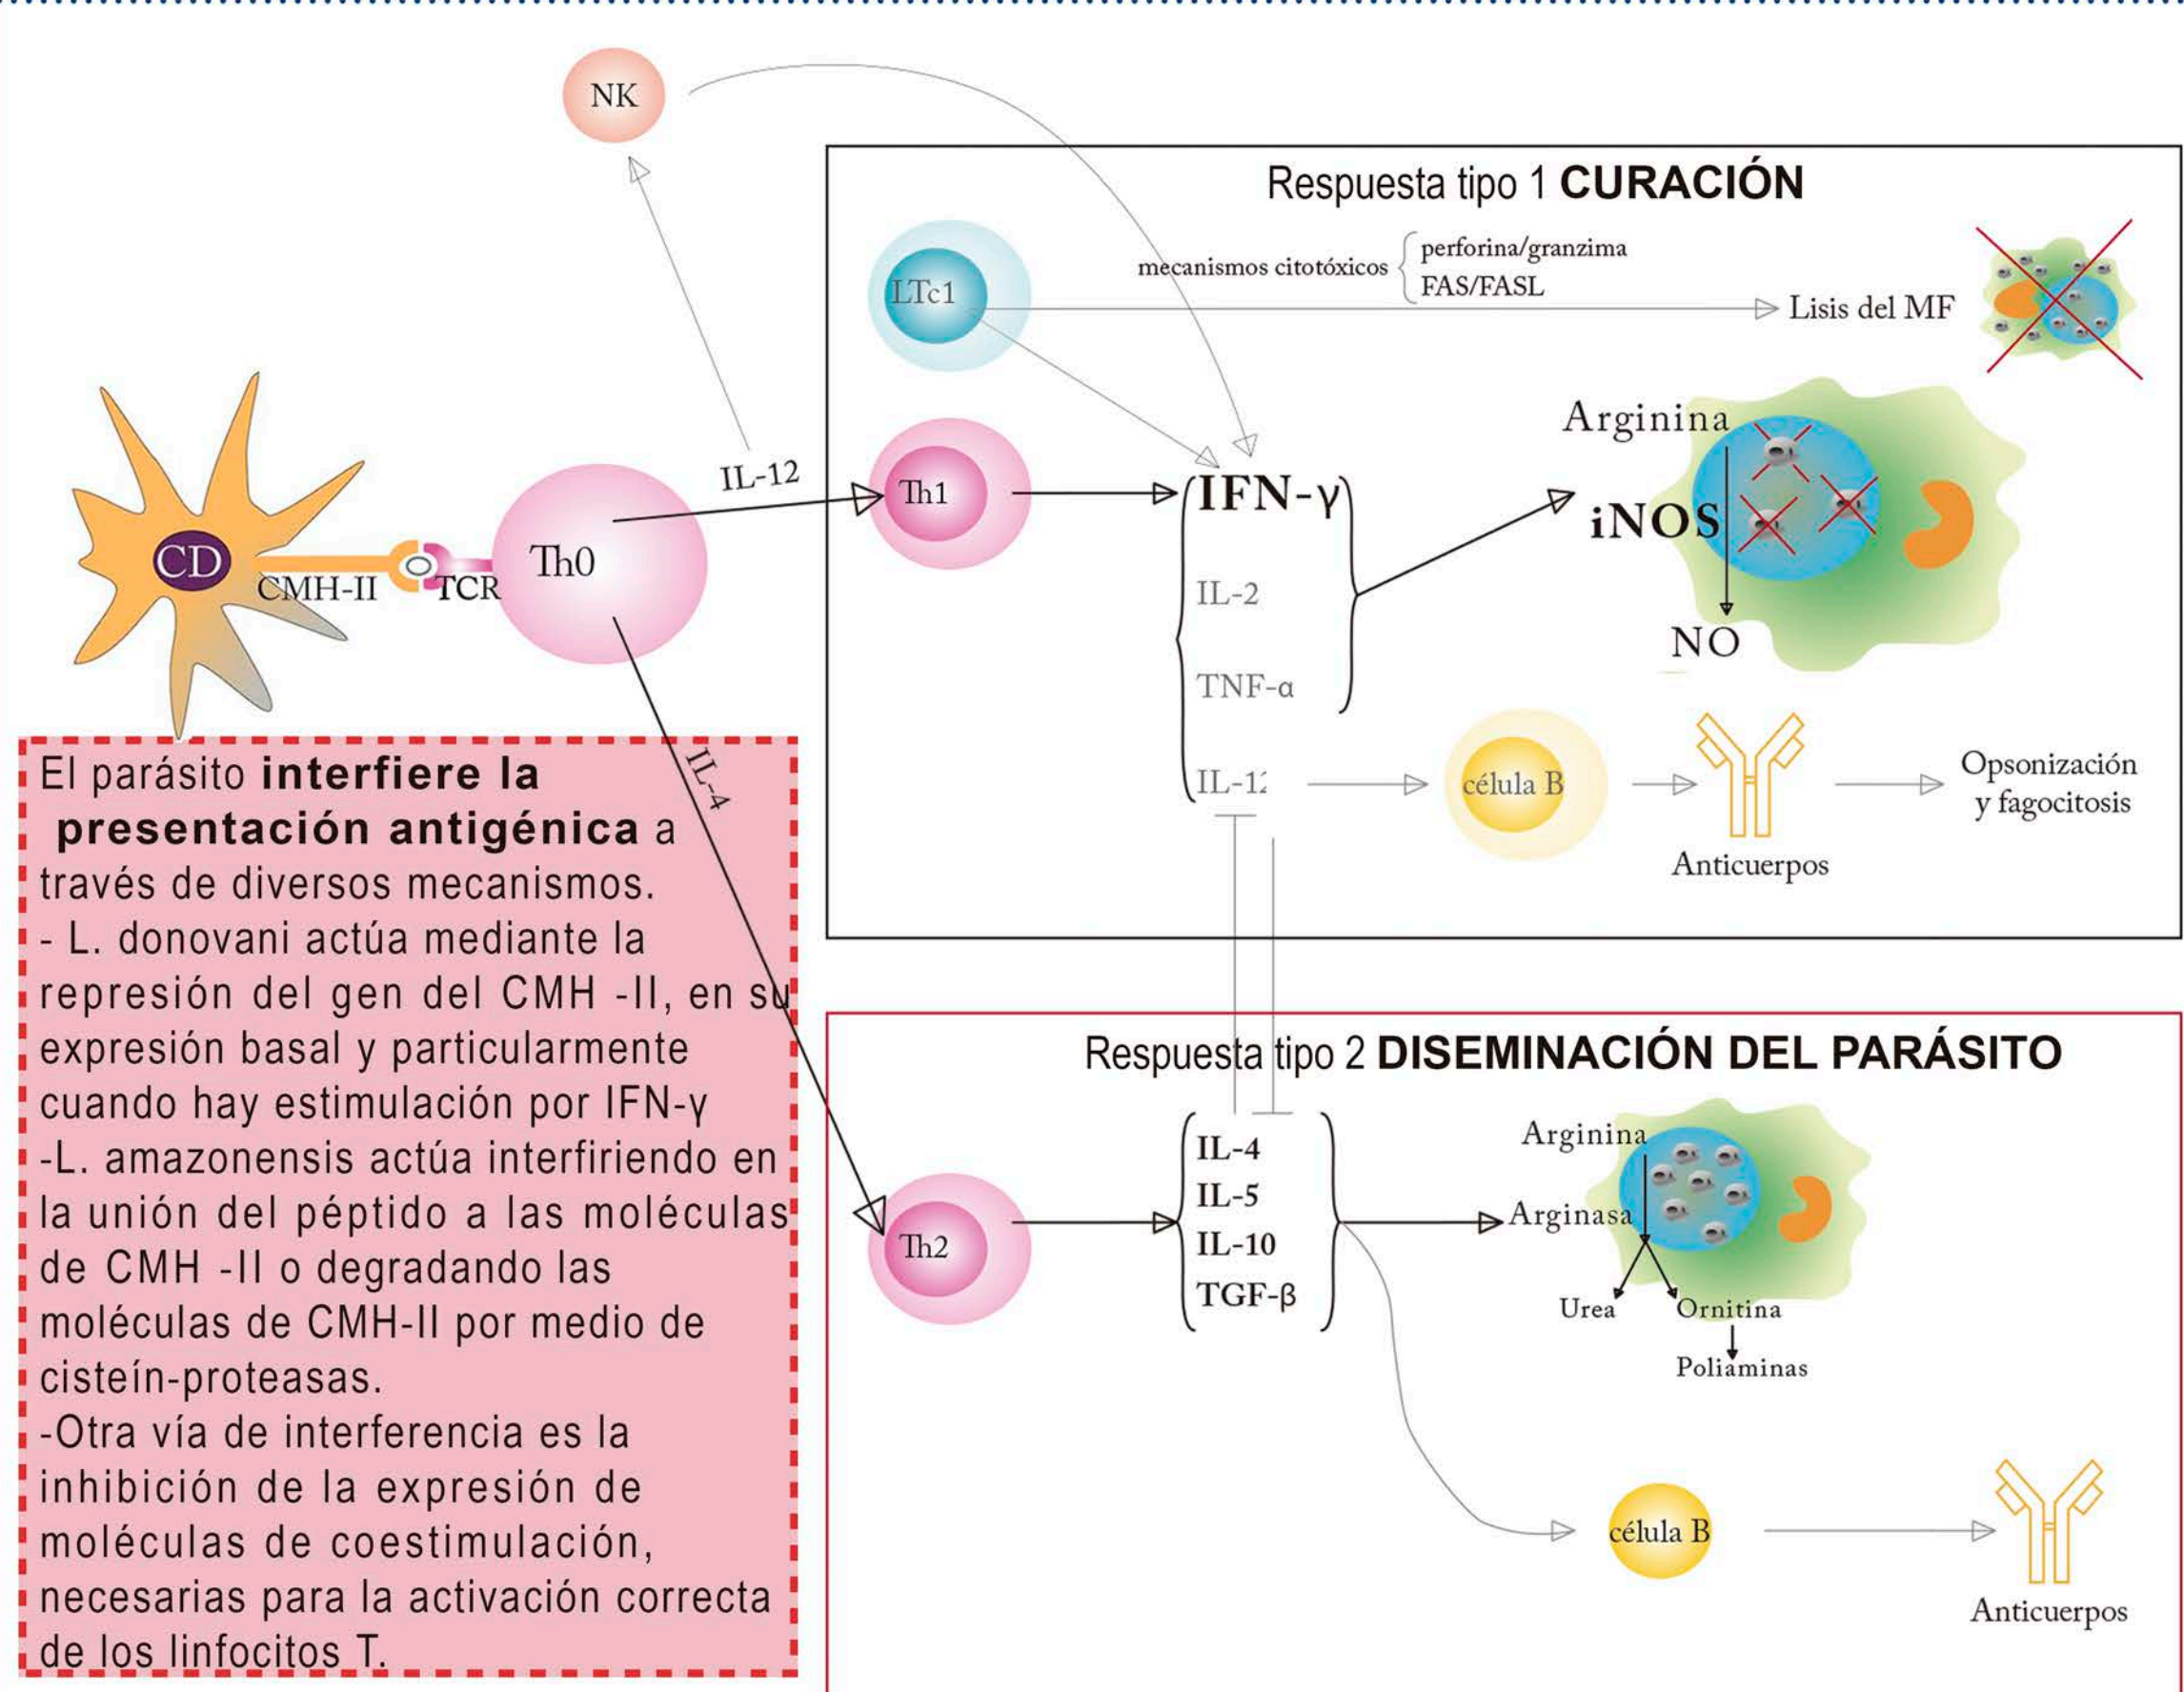 NK
Respuesta tipo 1 CURACIÓN
LTc1
mecanismos citotóxicos
perforina/granzima
FAS/FASL
Lisis del MF
CD
CMH-II
TCR
Th0
IL-12
Th1
IFN-γ
IL-2
TNF-α
IL-12
Arginina
iNOS
NO
célula B
Anticuerpos
Opsonización
y fagocitosis
IL-4
El parásito interfiere la
presentación antigénica a
través de diversos mecanismos.
- L. donovani actúa mediante la
represión del gen del CMH -II, en su
expresión basal y particularmente
cuando hay estimulación por IFN-γ
-L. amazonensis actúa interfiriendo en
la unión del péptido a las moléculas
de CMH -II o degradando las
moléculas de CMH-II por medio de
cisteín-proteasas.
-Otra vía de interferencia es la
inhibición de la expresión de
moléculas de coestimulación,
necesarias para la activación correcta
de los linfocitos T.
Respuesta tipo 2 DISEMINACIÓN DEL PARÁSITO
Th2
IL-4
IL-5
IL-10
TGF-β
Arginina
Arginasa
Urea
Ornitina
Poliaminas
célula B
Anticuerpos